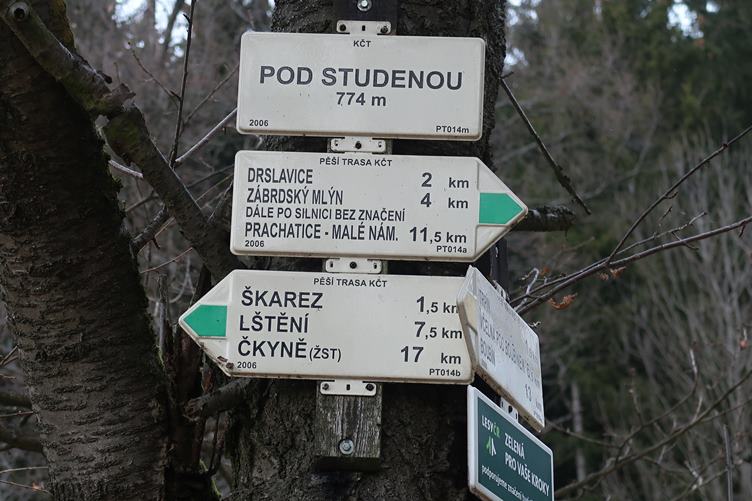 KČT
POD STUDENOU
774 m
2006 PT014m
PĚŠÍ TRASA KČT
DRSLAVICE 2 km
ZÁBRDSKÝ MLÝN 4 km
DÁLE PO SILNICI BEZ ZNAČENÍ
PRACHATICE - MALÉ NÁM. 11,5 km
2006 PT014a
PĚŠÍ TRASA KČT
ŠKAREZ 1,5 km
LŠTĚNÍ 7,5 km
ČKYNĚ (ŽST) 17 km
2006 PT014b
LESY ČR
ZELENÁ
PRO VAŠE KROKY
podporujeme značení